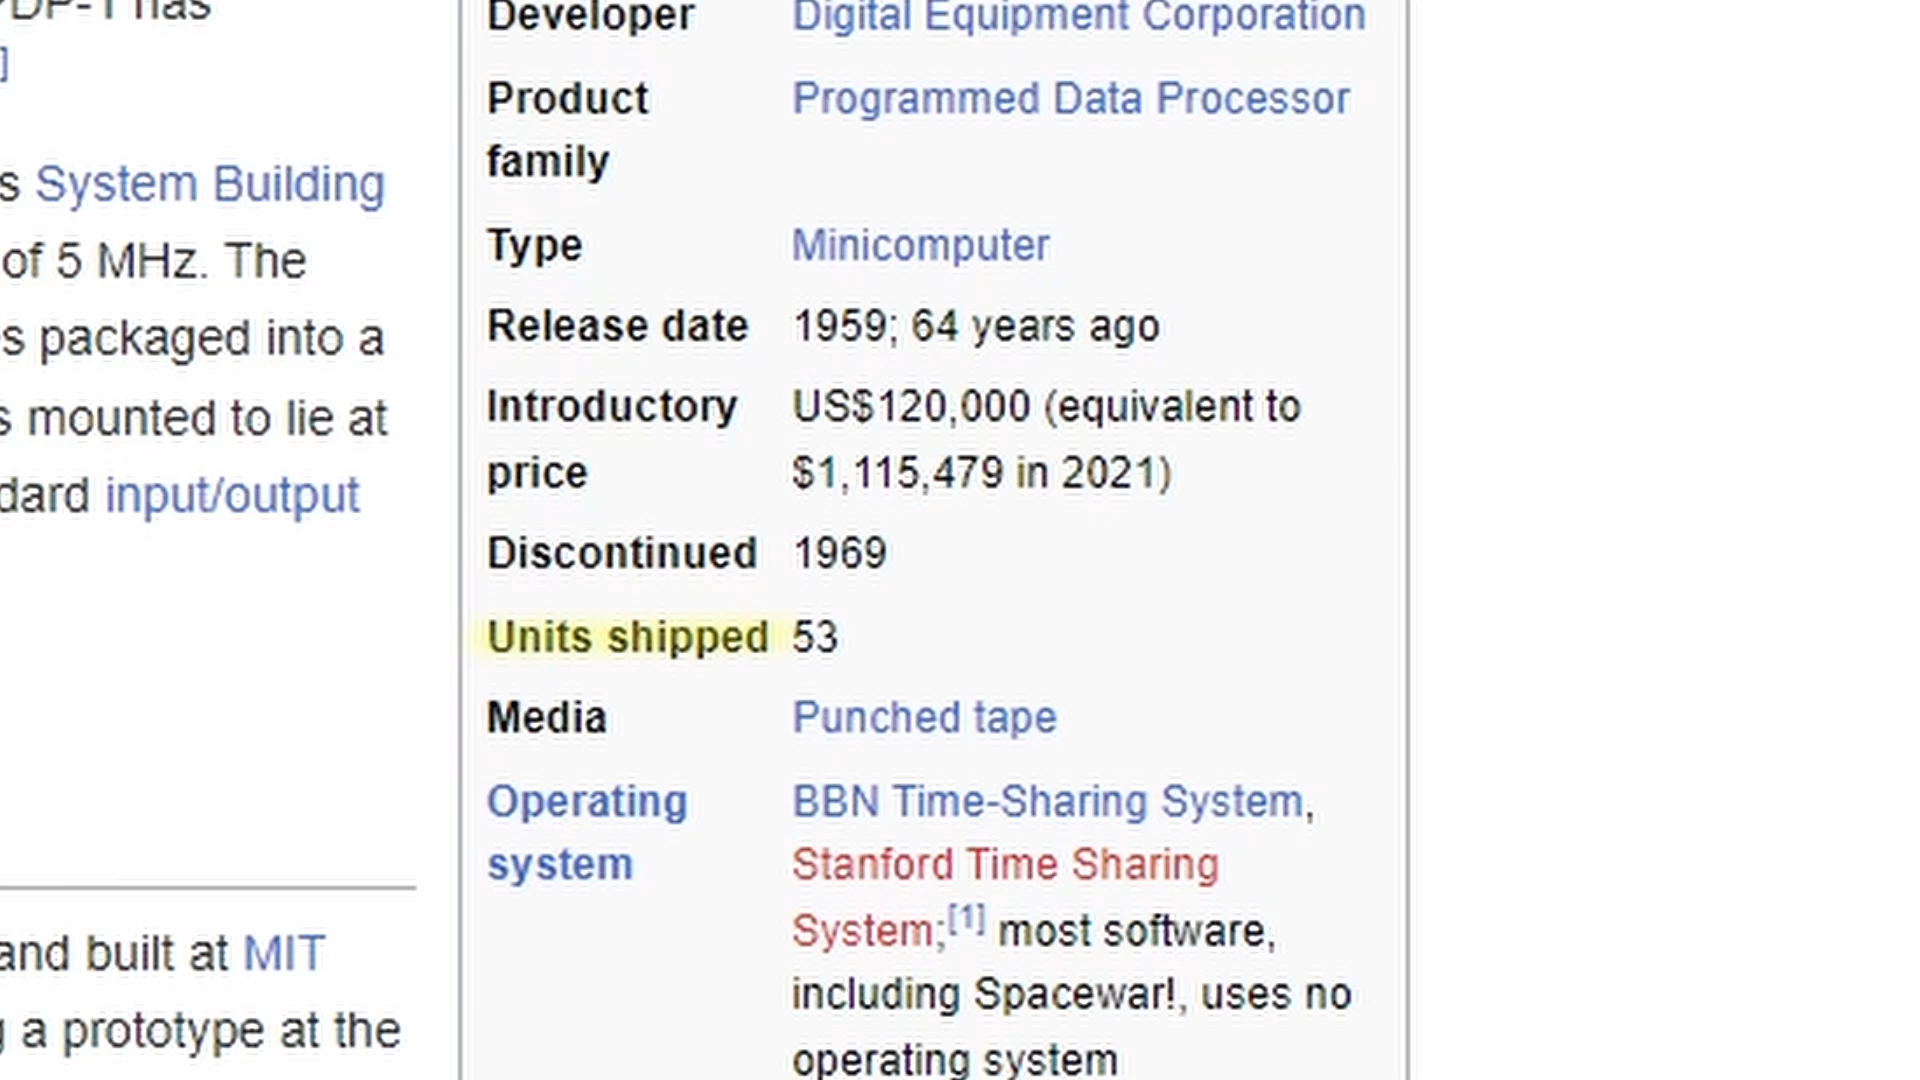 PDP-1 has
]
s System Building
of 5 MHz. The
s packaged into a
s mounted to lie at
dard input/output
and built at MIT
g a prototype at the
Developer Digital Equipment Corporation
Product Programmed Data Processor
family
Type Minicomputer
Release date 1959; 64 years ago
Introductory US$120,000 (equivalent to
price $1,115,479 in 2021)
Discontinued 1969
Units shipped 53
Media Punched tape
Operating BBN Time-Sharing System,
system Stanford Time Sharing
System;[1] most software,
including Spacewar!, uses no
operating system